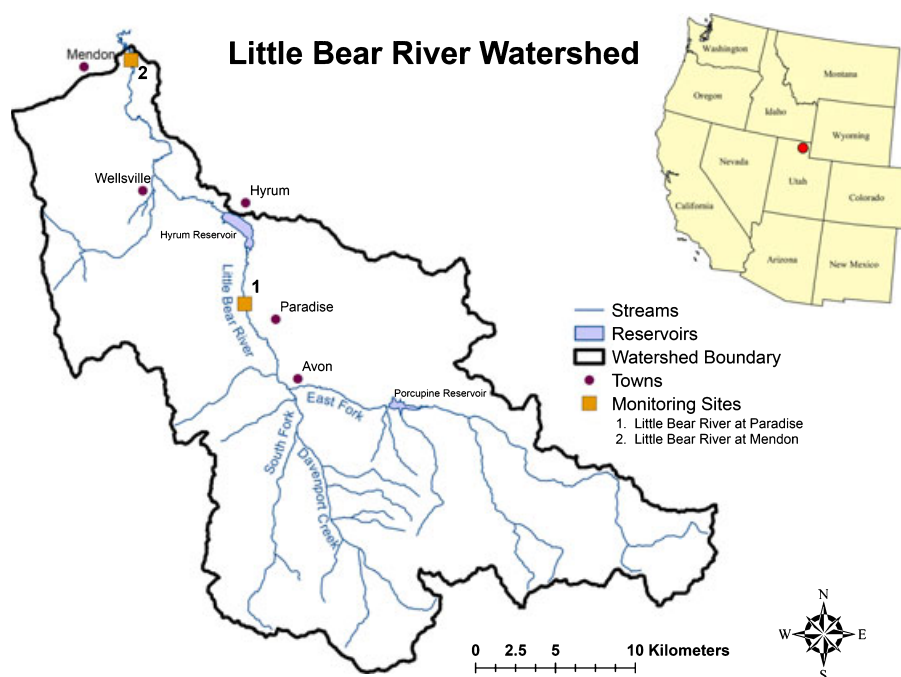 Little Bear River Watershed
Mendon
2
Wellsville
Hyrum
Hyrum Reservoir
1
Little Bear River
Paradise
Avon
East Fork
Porcupine Reservoir
South Fork
Davenport Creek
Washington
Montana
Oregon
Idaho
Wyoming
Nevada
Utah
Colorado
California
Arizona
New Mexico
Streams
Reservoirs
Watershed Boundary
Towns
Monitoring Sites
1. Little Bear River at Paradise
2. Little Bear River at Mendon
N
W E
S
0 2.5 5 10 Kilometers